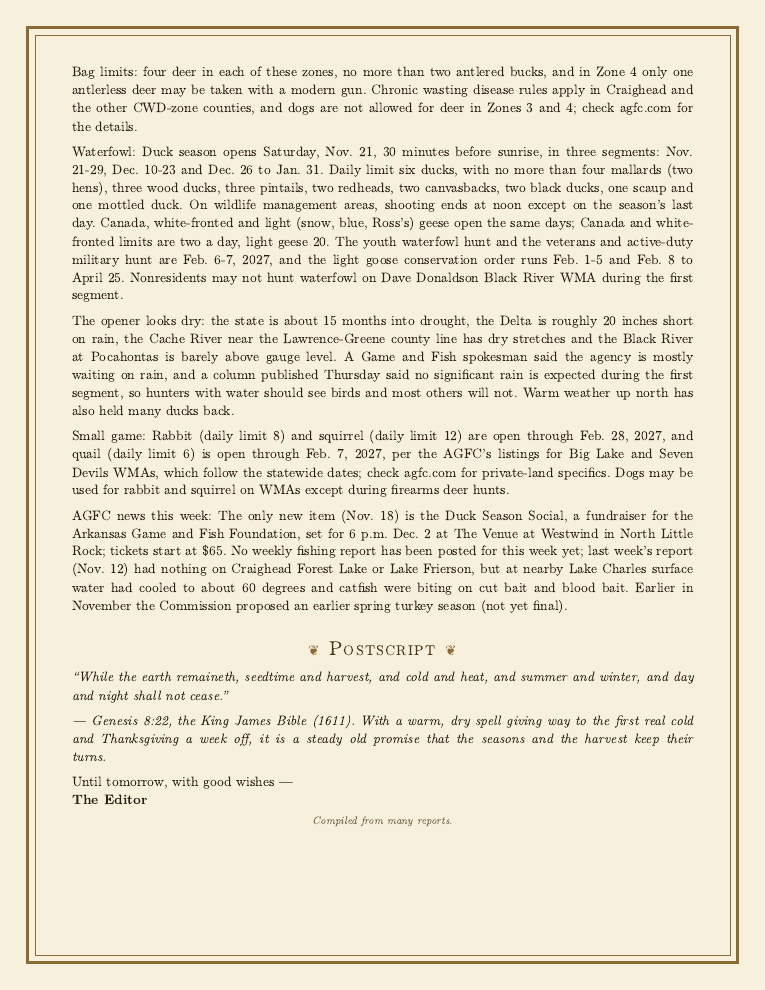 Bag limits: four deer in each of these zones, no more than two antlered bucks, and in Zone 4 only one
antlerless deer may be taken with a modern gun. Chronic wasting disease rules apply in Craighead and
the other CWD-zone counties, and dogs are not allowed for deer in Zones 3 and 4; check agfc.com for
the details.
Waterfowl: Duck season opens Saturday, Nov. 21, 30 minutes before sunrise, in three segments: Nov.
21-29, Dec. 10-23 and Dec. 26 to Jan. 31. Daily limit six ducks, with no more than four mallards (two
hens), three wood ducks, three pintails, two redheads, two canvasbacks, two black ducks, one scaup and
one mottled duck. On wildlife management areas, shooting ends at noon except on the season's last
day. Canada, white-fronted and light (snow, blue, Ross's) geese open the same days; Canada and white-
fronted limits are two a day, light geese 20. The youth waterfowl hunt and the veterans and active-duty
military hunt are Feb. 6-7, 2027, and the light goose conservation order runs Feb. 1-5 and Feb. 8 to
April 25. Nonresidents may not hunt waterfowl on Dave Donaldson Black River WMA during the first
segment.
The opener looks dry: the state is about 15 months into drought, the Delta is roughly 20 inches short
on rain, the Cache River near the Lawrence-Greene county line has dry stretches and the Black River
at Pocahontas is barely above gauge level. A Game and Fish spokesman said the agency is mostly
waiting on rain, and a column published Thursday said no significant rain is expected during the first
segment, so hunters with water should see birds and most others will not. Warm weather up north has
also held many ducks back.
Small game: Rabbit (daily limit 8) and squirrel (daily limit 12) are open through Feb. 28, 2027, and
quail (daily limit 6) is open through Feb. 7, 2027, per the AGFC's listings for Big Lake and Seven
Devils WMAs, which follow the statewide dates; check agfc.com for private-land specifics. Dogs may be
used for rabbit and squirrel on WMAs except during firearms deer hunts.
AGFC news this week: The only new item (Nov. 18) is the Duck Season Social, a fundraiser for the
Arkansas Game and Fish Foundation, set for 6 p.m. Dec. 2 at The Venue at Westwind in North Little
Rock; tickets start at $65. No weekly fishing report has been posted for this week yet; last week's report
(Nov. 12) had nothing on Craighead Forest Lake or Lake Frierson, but at nearby Lake Charles surface
water had cooled to about 60 degrees and catfish were biting on cut bait and blood bait. Earlier in
November the Commission proposed an earlier spring turkey season (not yet final).
❦ Postscript ❦
“While the earth remaineth, seedtime and harvest, and cold and heat, and summer and winter, and day
and night shall not cease.”
— Genesis 8:22, the King James Bible (1611). With a warm, dry spell giving way to the first real cold
and Thanksgiving a week off, it is a steady old promise that the seasons and the harvest keep their
turns.
Until tomorrow, with good wishes —
The Editor
Compiled from many reports.